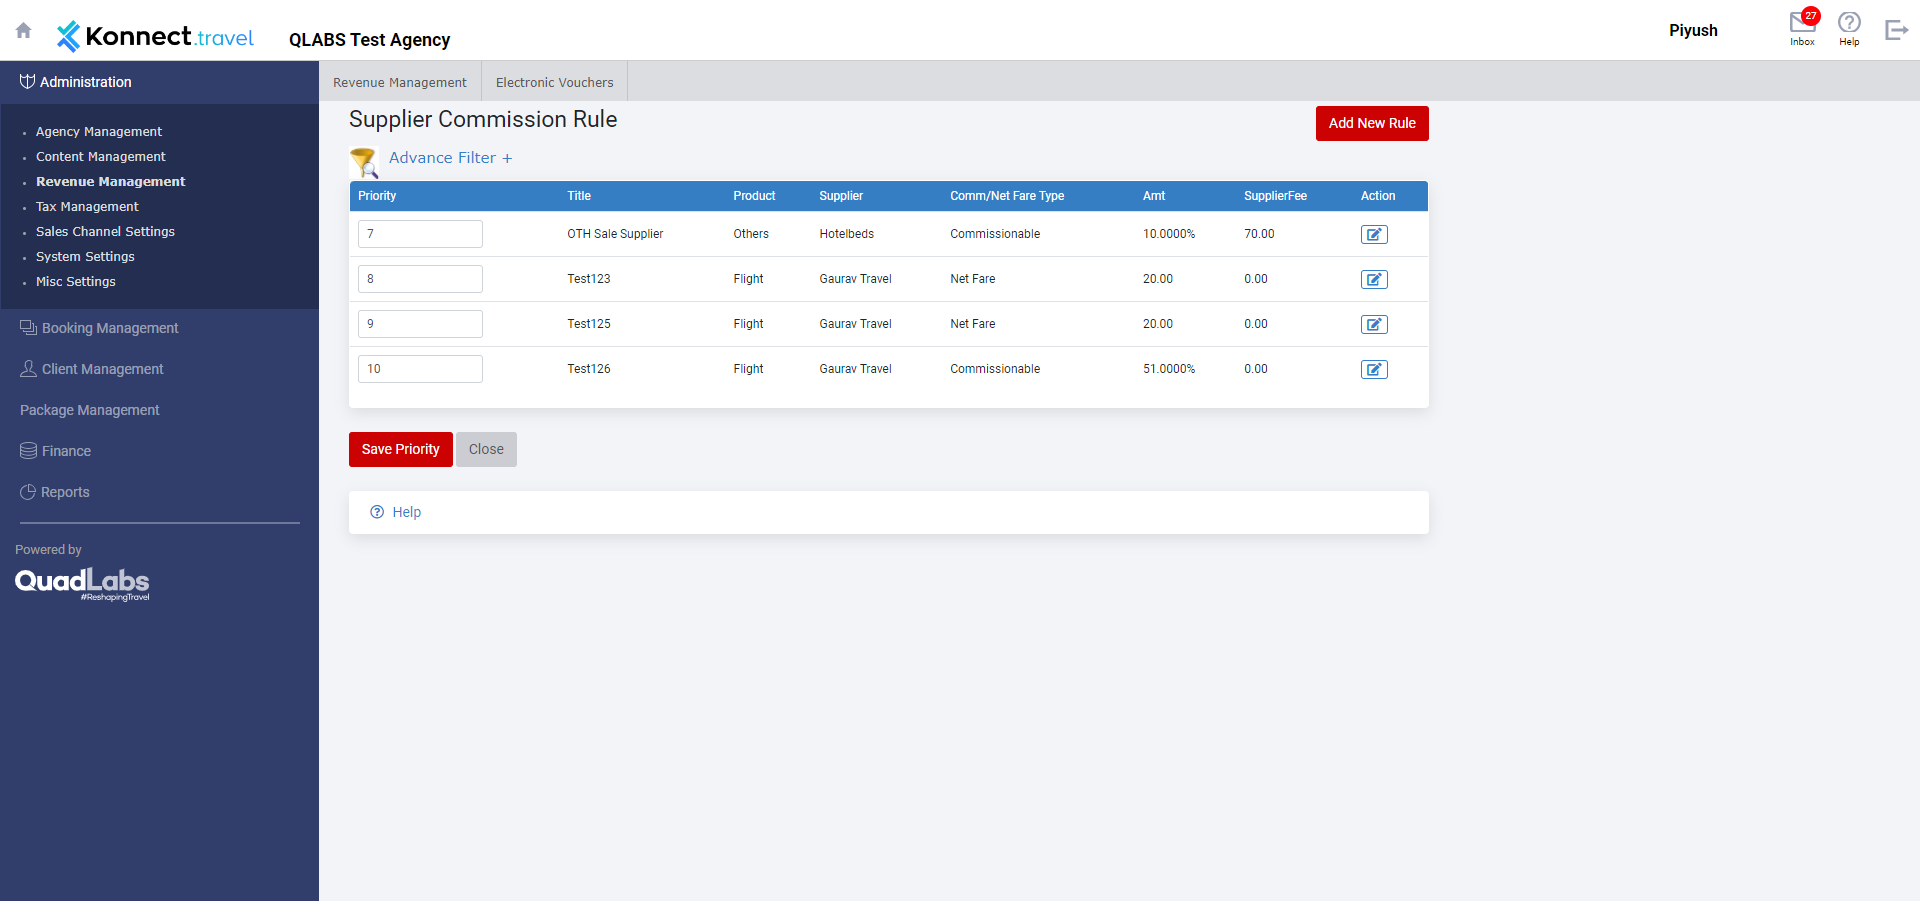 Konnect.travel
QLABS Test Agency
Piyush
27
Inbox
Help
Administration
Agency Management
Content Management
Revenue Management
Tax Management
Sales Channel Settings
System Settings
Misc Settings
Booking Management
Client Management
Package Management
Finance
Reports
Powered by
QuadLabs
#ReshapingTravel
Revenue Management Electronic Vouchers
Supplier Commission Rule
Add New Rule
Advance Filter +
Priority Title Product Supplier Comm/Net Fare Type Amt SupplierFee Action
7 OTH Sale Supplier Others Hotelbeds Commissionable 10.0000% 70.00
8 Test123 Flight Gaurav Travel Net Fare 20.00 0.00
9 Test125 Flight Gaurav Travel Net Fare 20.00 0.00
10 Test126 Flight Gaurav Travel Commissionable 51.0000% 0.00
Save Priority Close
Help